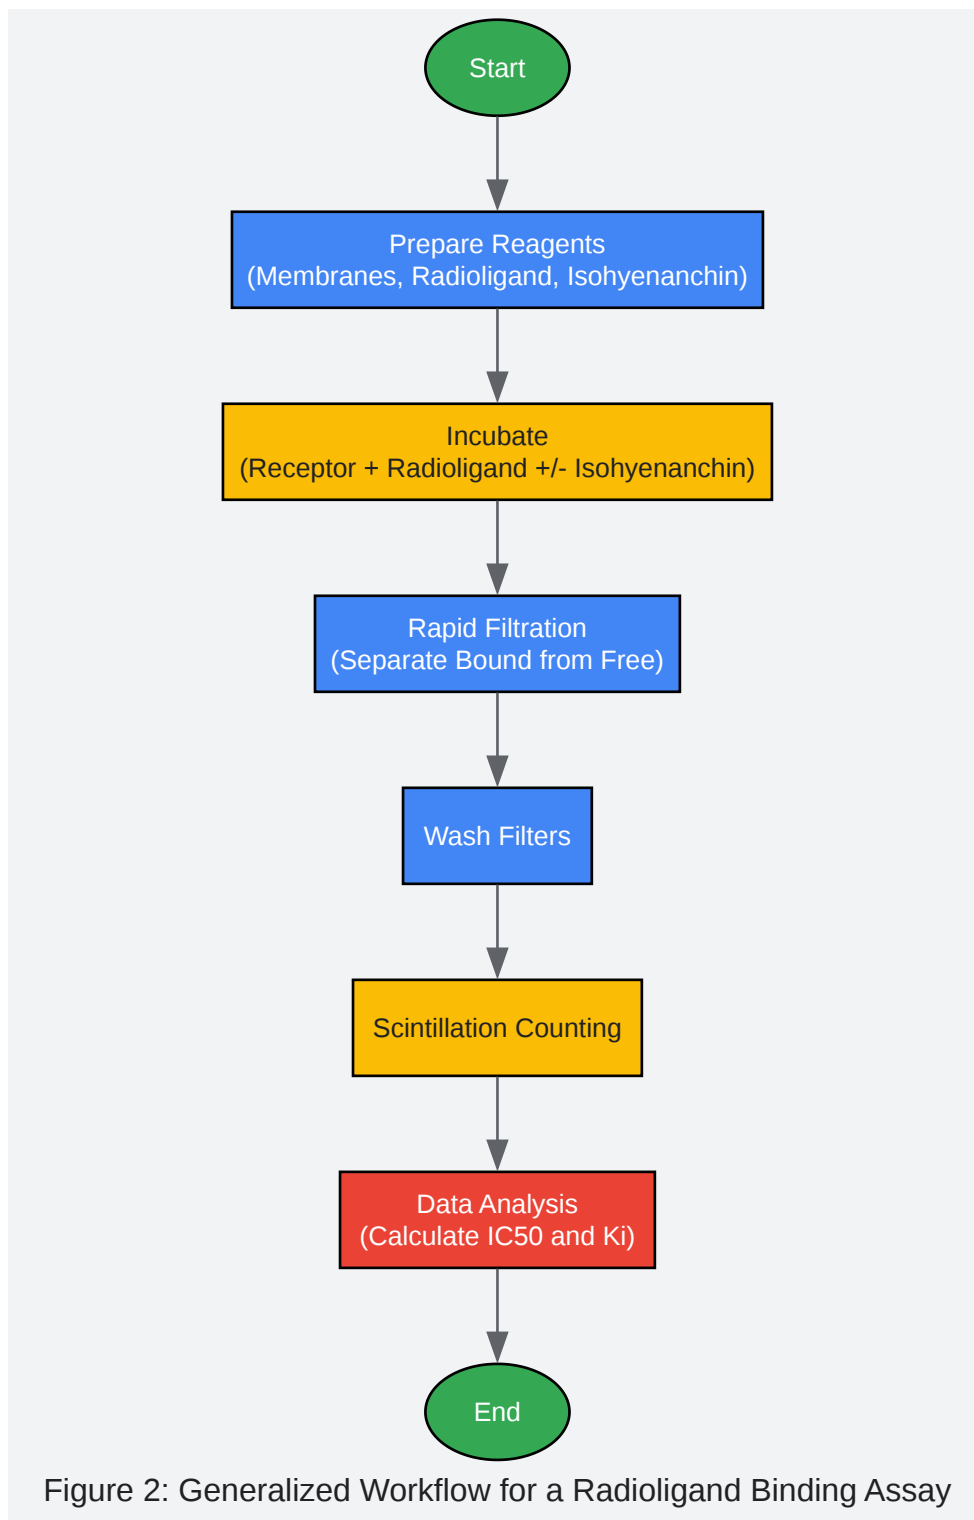 Start
Prepare Reagents
(Membranes, Radioligand, Isohyenanchin)
Incubate
(Receptor + Radioligand +/- Isohyenanchin)
Rapid Filtration
(Separate Bound from Free)
Wash Filters
Scintillation Counting
Data Analysis
(Calculate IC50 and Ki)
End
Figure 2: Generalized Workflow for a Radioligand Binding Assay